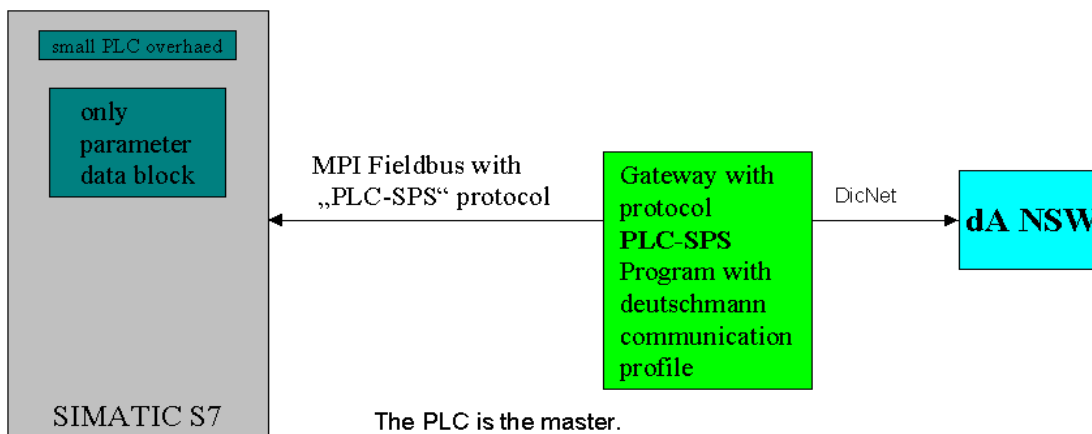 small PLC overhaed
only
parameter
data block
SIMATIC S7
MPI Fieldbus with
„PLC-SPS“ protocol
Gateway with
protocol
PLC-SPS
Program with
deutschmann
communication
profile
DicNet
dA NSW
The PLC is the master.